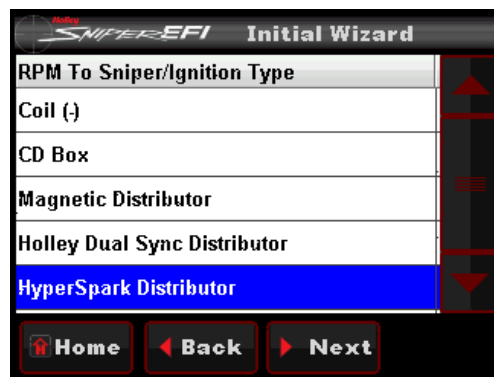 Holley
SNIPER EFI Initial Wizard
RPM To Sniper/Ignition Type
Coil (-)
CD Box
Magnetic Distributor
Holley Dual Sync Distributor
HyperSpark Distributor
Home Back Next